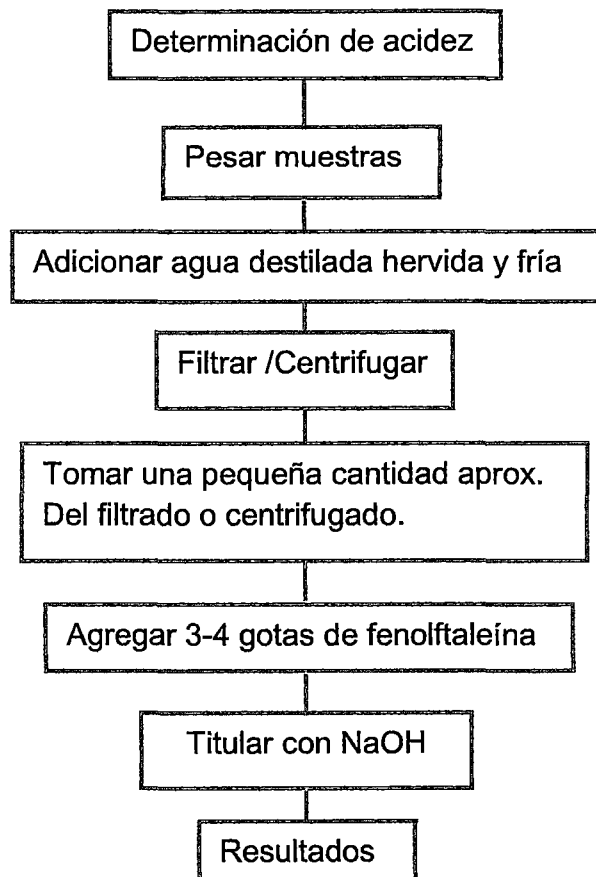 Determinación de acidez
Pesar muestras
Adicionar agua destilada hervida y fría
Filtrar /Centrifugar
Tomar una pequeña cantidad aprox.
Del filtrado o centrifugado.
Agregar 3-4 gotas de fenolftaleína
Titular con NaOH
Resultados